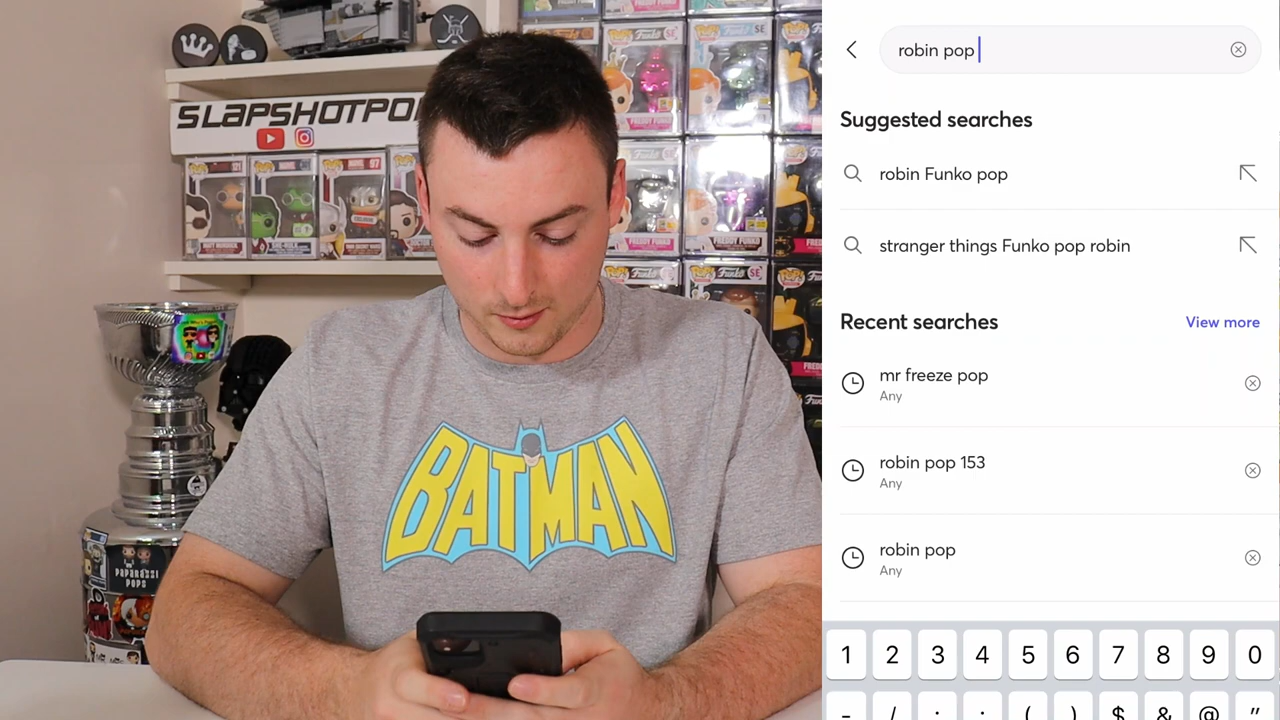 SLAPSHOTPO
BATMAN
PAPARAZZI
POPS
robin pop
Suggested searches
robin Funko pop
stranger things Funko pop robin
Recent searches
View more
mr freeze pop
Any
robin pop 153
Any
robin pop
Any
1 2 3 4 5 6 7 8 9 0
- / : ; ( ) $ & @ "